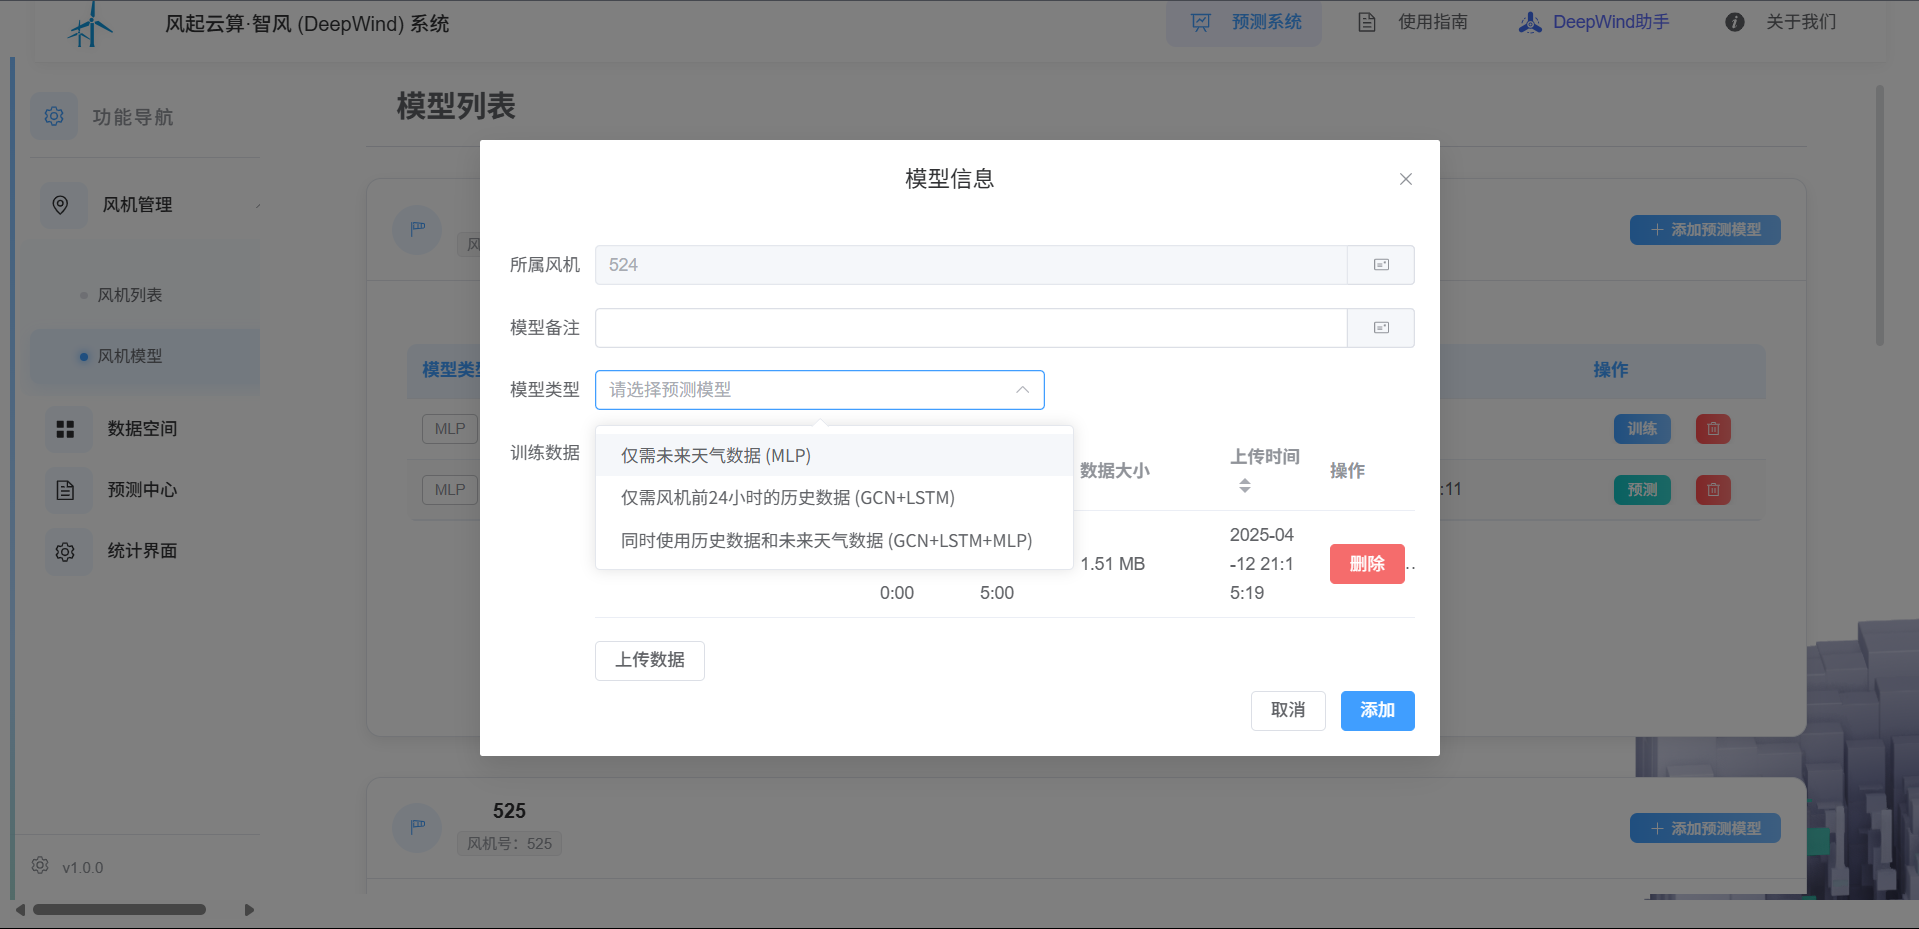 风起云算·智风 (DeepWind) 系统
预测系统
使用指南
DeepWind助手
关于我们
功能导航
风机管理
风机列表
风机模型
数据空间
预测中心
统计界面
v1.0.0
模型列表
添加预测模型
模型类
操作
MLP
训练
MLP
:11
预测
模型信息
所属风机
524
模型备注
模型类型
请选择预测模型
仅需未来天气数据 (MLP)
仅需风机前24小时的历史数据 (GCN+LSTM)
同时使用历史数据和未来天气数据 (GCN+LSTM+MLP)
训练数据
数据大小
上传时间
操作
0:00
5:00
1.51 MB
2025-04
-12 21:1
5:19
删除
..
上传数据
取消
添加
525
风机号：525
添加预测模型